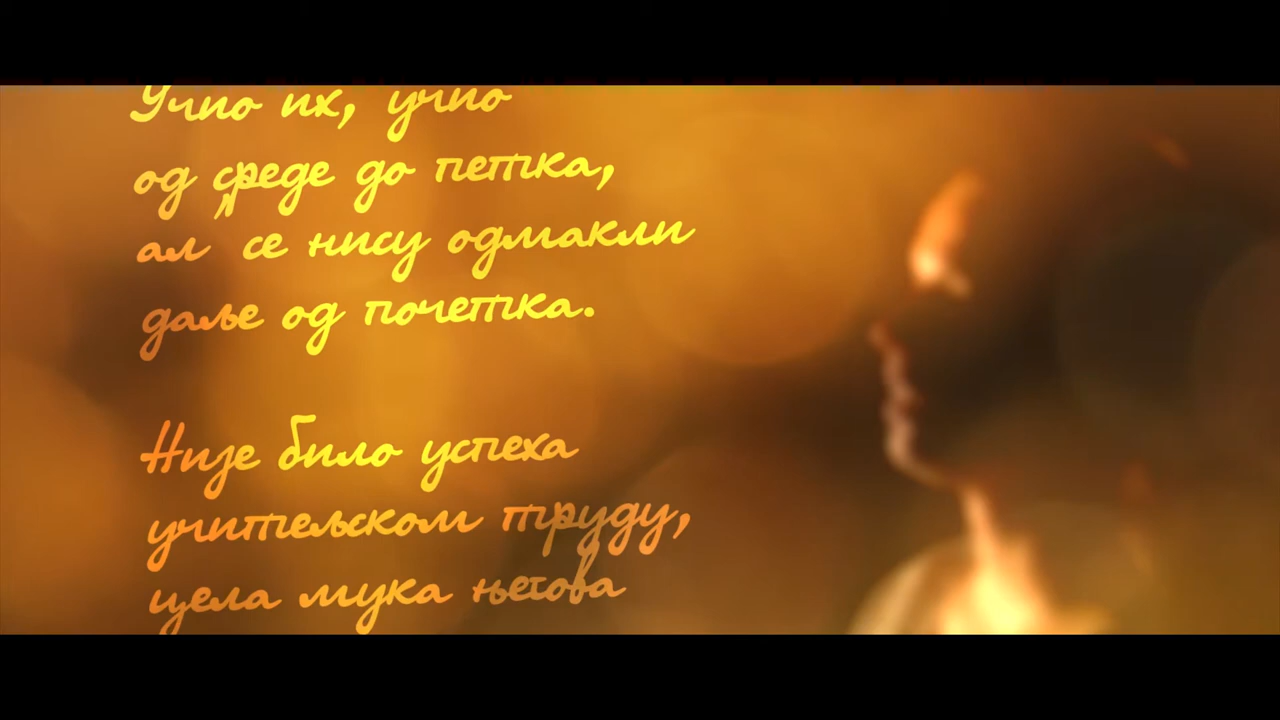 Учио их, учио
од среде до петка,
ал се нису одмакли
даље од почетка.
Није било успеха
учитељском труду,
цела мука његова